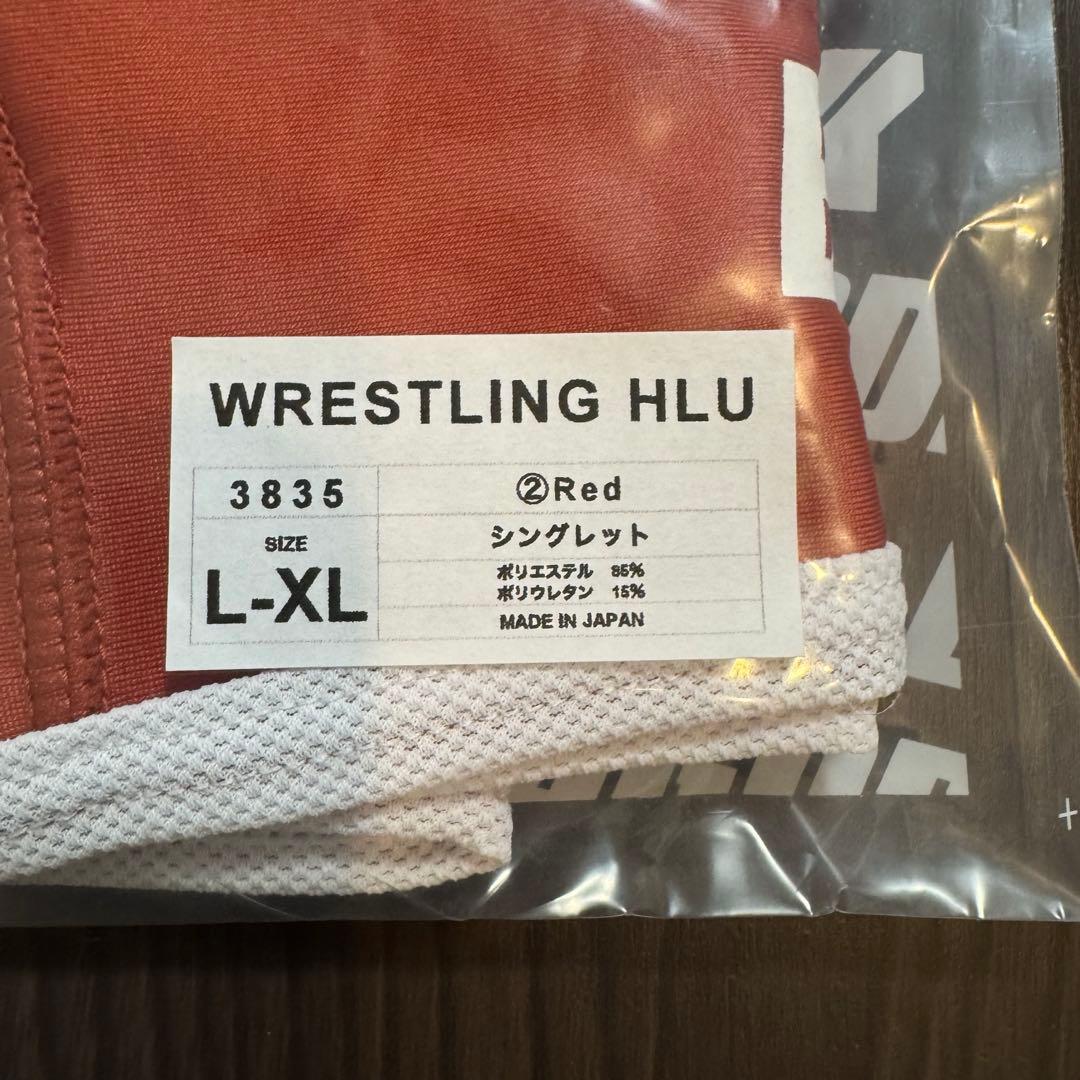 WRESTLING HLU
3835
②Red
SIZE
L-XL
シングレット
ポリエステル 85%
ポリウレタン 15%
MADE IN JAPAN